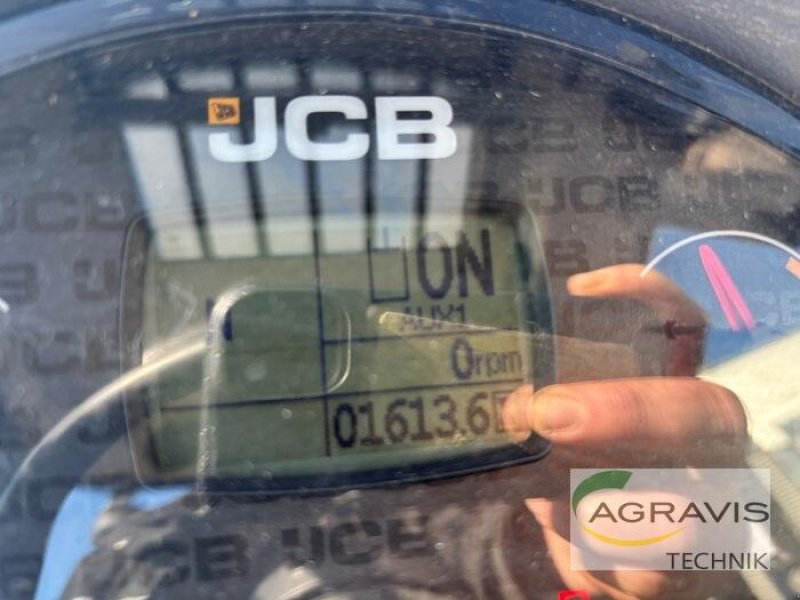 JCB
ON
N
AUX1
0rpm
01613.6
AGRAVIS
TECHNIK